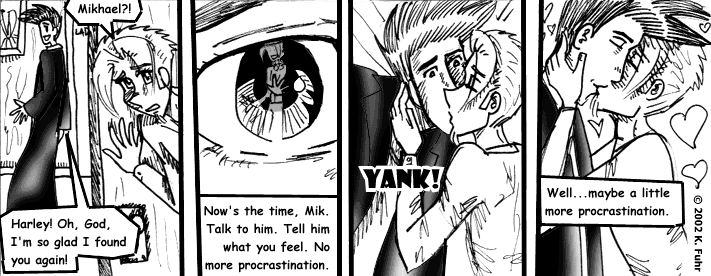 Mikhael?!
Harley! Oh, God,
I'm so glad I found
you again!
Now's the time, Mik.
Talk to him. Tell him
what you feel. No
more procrastination.
YANK!
Well...maybe a little
more procrastination.
© 2002 K. Fuhr